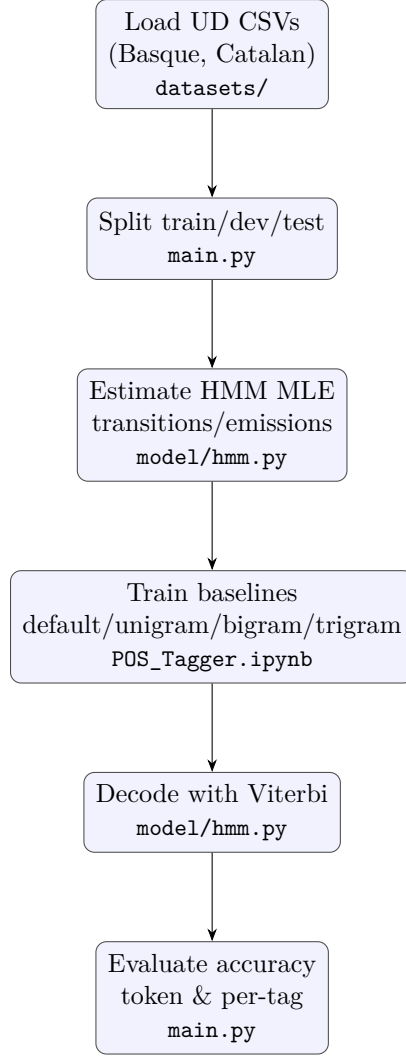 Load UD CSVs
(Basque, Catalan)
datasets/
Split train/dev/test
main.py
Estimate HMM MLE
transitions/emissions
model/hmm.py
Train baselines
default/unigram/bigram/trigram
POS_Tagger.ipynb
Decode with Viterbi
model/hmm.py
Evaluate accuracy
token & per-tag
main.py